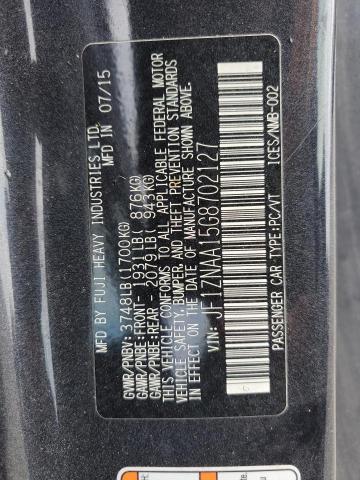 MFD BY FUJI HEAVY INDUSTRIES LTD.
MFD IN 07/15
GVWR/PNBV: 3748LB(1700KG)
GAWR/PNBE:FRONT- 1931LB( 876KG)
GAWR/PNBE:REAR - 2079LB( 943KG)
THIS VEHICLE CONFORMS TO ALL APPLICABLE FEDERAL MOTOR
VEHICLE SAFETY, BUMPER, AND THEFT PREVENTION STANDARDS
IN EFFECT ON THE DATE OF MANUFACTURE SHOWN ABOVE.
VIN: JF1ZNAA15G8702127
PASSENGER CAR-TYPE:PC/VT ICES/NMB-002